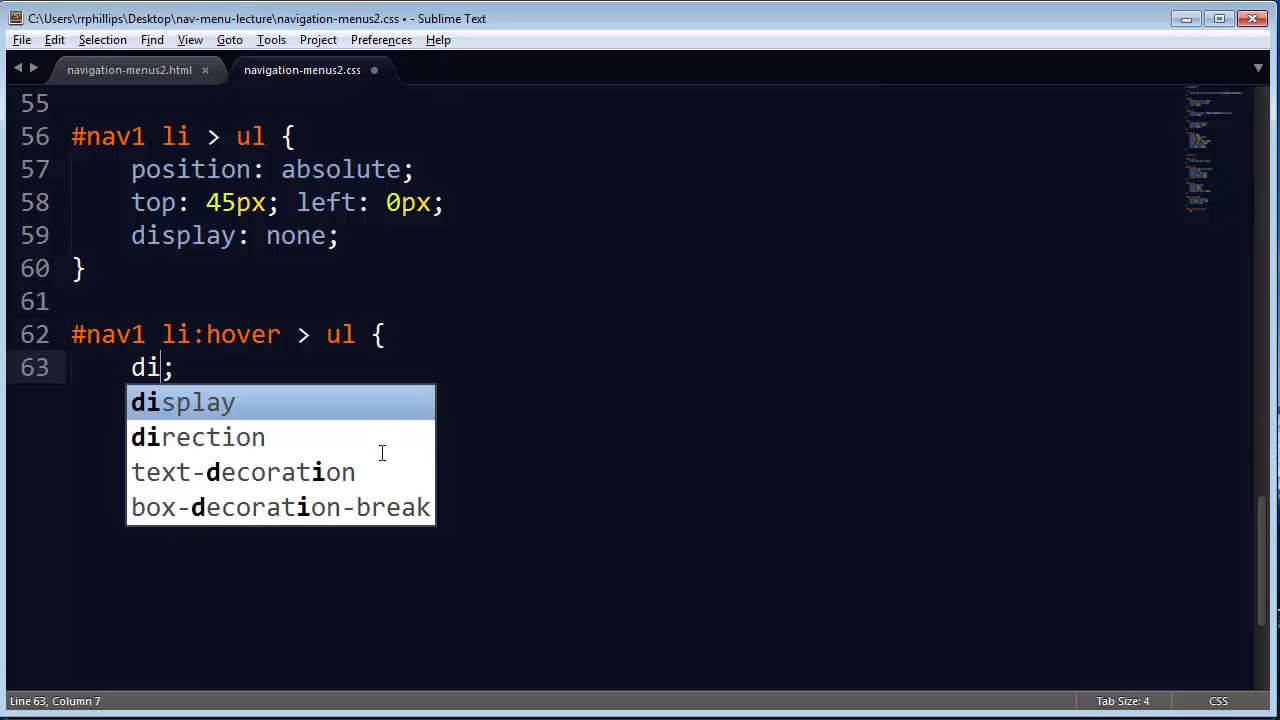 C:\Users\rrphillips\Desktop\nav-menu-lecture\navigation-menus2.css • - Sublime Text
File Edit Selection Find View Goto Tools Project Preferences Help
navigation-menus2.html × navigation-menus2.css
55
56 #nav1 li > ul {
57 position: absolute;
58 top: 45px; left: 0px;
59 display: none;
60 }
61
62 #nav1 li:hover > ul {
63 di;
display
direction
text-decoration
box-decoration-break
Line 63, Column 7 Tab Size: 4 CSS